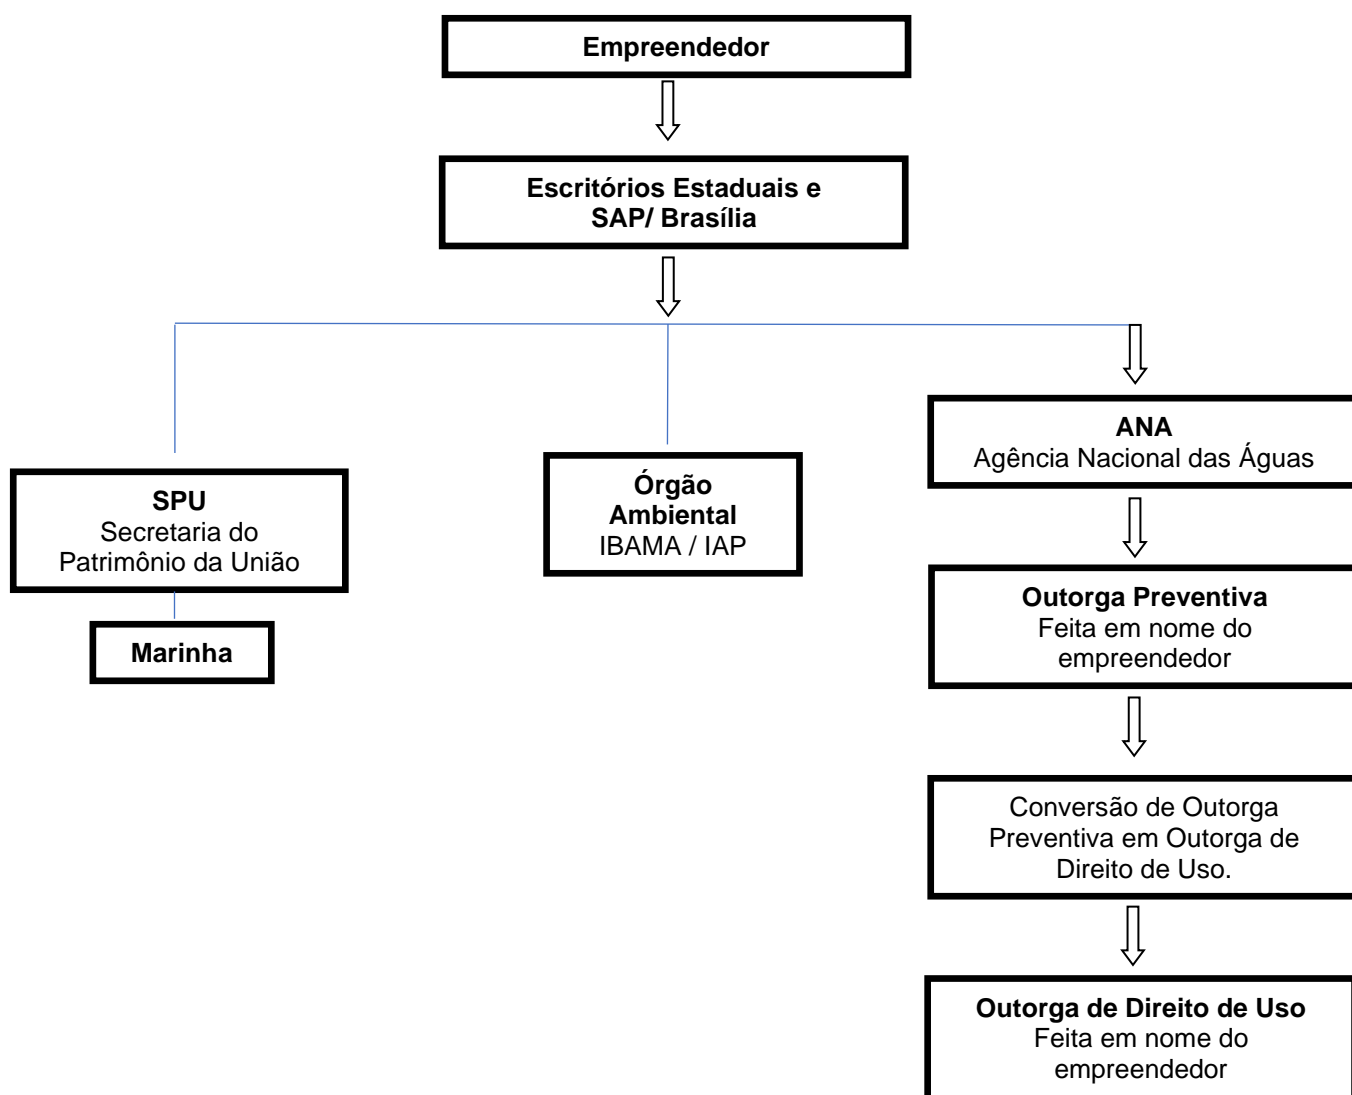 Empreendedor
Escritórios Estaduais e
SAP/ Brasília
ANA
Agência Nacional das Águas
SPU
Secretaria do
Patrimônio da União
Órgão
Ambiental
IBAMA / IAP
Marinha
Outorga Preventiva
Feita em nome do
empreendedor
Conversão de Outorga
Preventiva em Outorga de
Direito de Uso.
Outorga de Direito de Uso
Feita em nome do
empreendedor